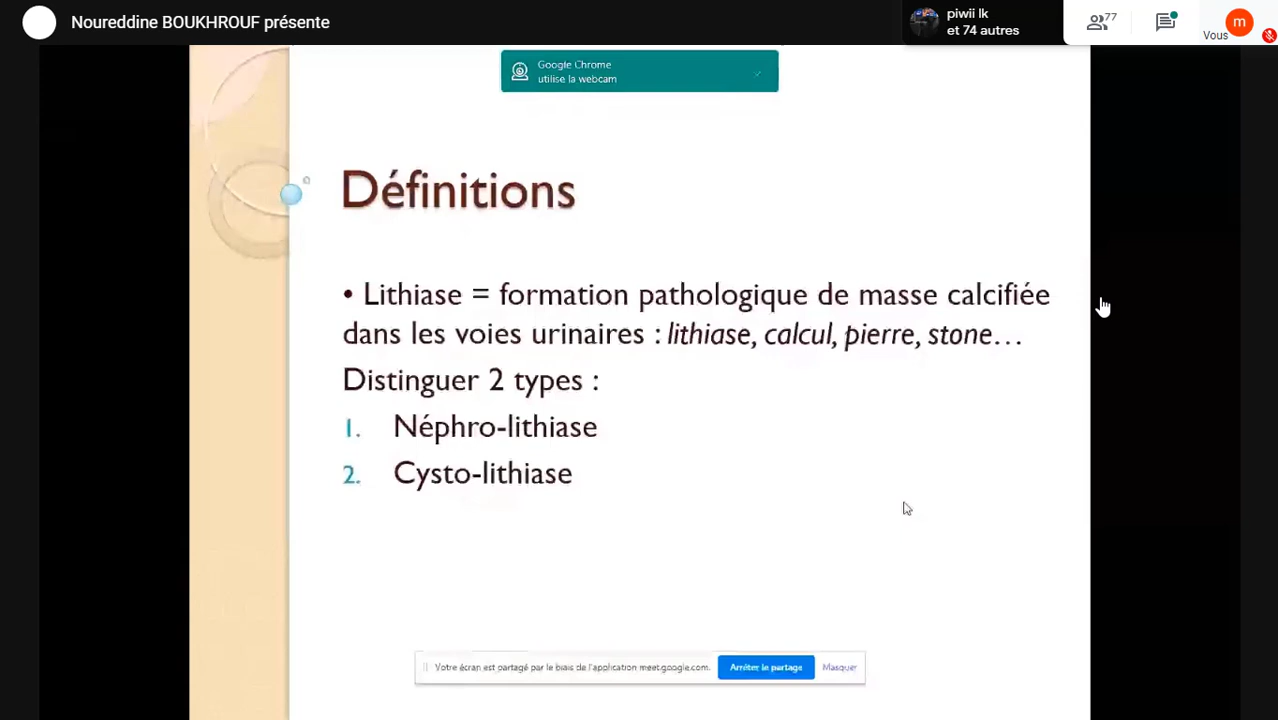 Noureddine BOUKHROUF présente
piwii lk
et 74 autres
77
m
Vous
Google Chrome
utilise la webcam
Définitions
• Lithiase = formation pathologique de masse calcifiée
dans les voies urinaires : lithiase, calcul, pierre, stone…
Distinguer 2 types :
1. Néphro-lithiase
2. Cysto-lithiase
Votre écran est partagé par le biais de l'application meet.google.com.
Arrêter le partage
Masquer